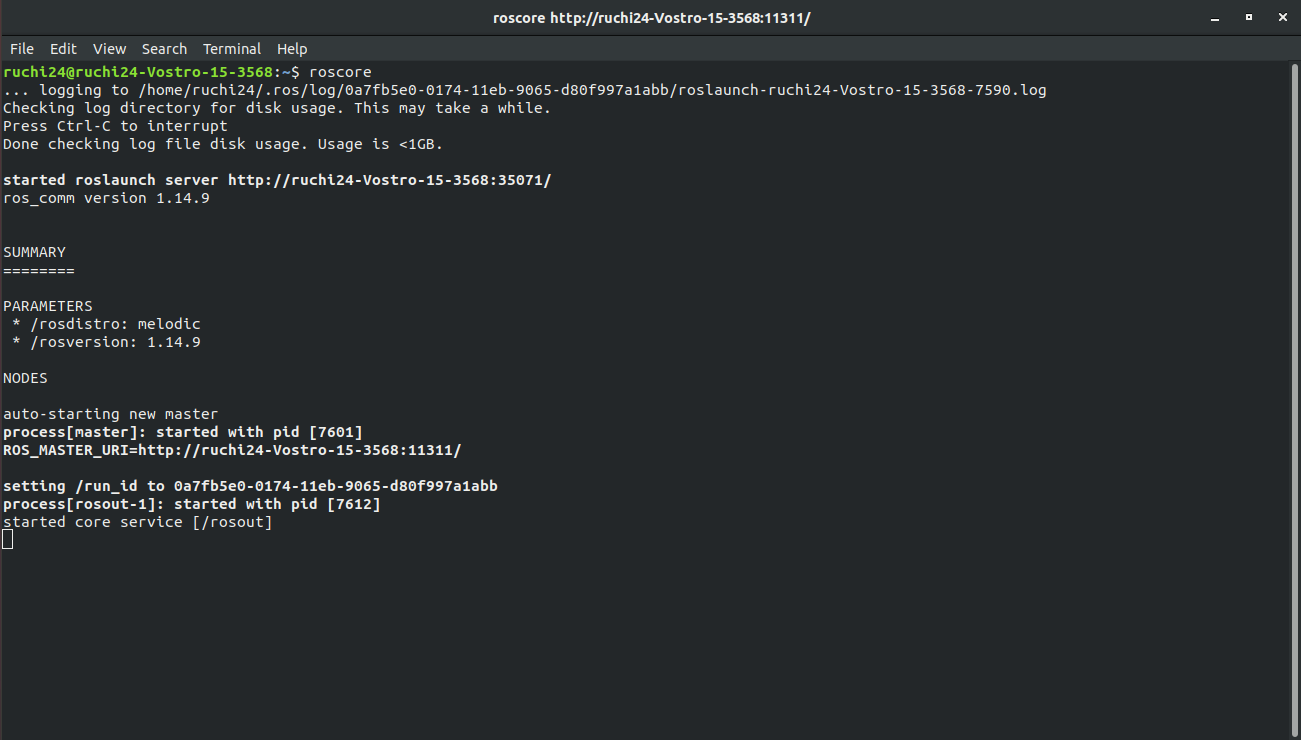 roscore http://ruchi24-Vostro-15-3568:11311/
File Edit View Search Terminal Help
ruchi24@ruchi24-Vostro-15-3568:~$ roscore
... logging to /home/ruchi24/.ros/log/0a7fb5e0-0174-11eb-9065-d80f997a1abb/roslaunch-ruchi24-Vostro-15-3568-7590.log
Checking log directory for disk usage. This may take a while.
Press Ctrl-C to interrupt
Done checking log file disk usage. Usage is <1GB.
started roslaunch server http://ruchi24-Vostro-15-3568:35071/
ros_comm version 1.14.9
SUMMARY
========
PARAMETERS
* /rosdistro: melodic
* /rosversion: 1.14.9
NODES
auto-starting new master
process[master]: started with pid [7601]
ROS_MASTER_URI=http://ruchi24-Vostro-15-3568:11311/
setting /run_id to 0a7fb5e0-0174-11eb-9065-d80f997a1abb
process[rosout-1]: started with pid [7612]
started core service [/rosout]